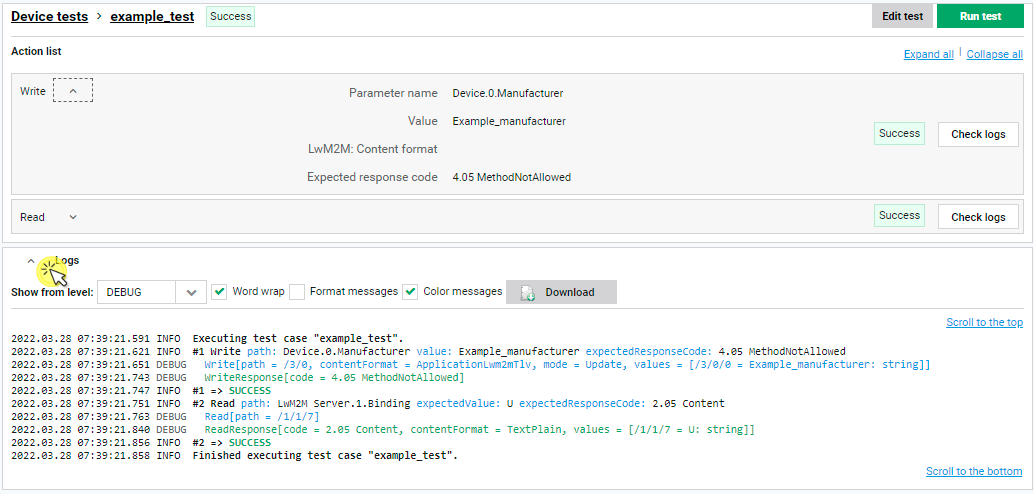 Device tests > example_test Success Edit test Run test
Action list Expand all | Collapse all
Write Parameter name Device.0.Manufacturer
Value Example_manufacturer
Success Check logs
LwM2M: Content format
Expected response code 4.05 MethodNotAllowed
Read Success Check logs
Logs
Show from level: DEBUG Word wrap Format messages Color messages Download
Scroll to the top
2022.03.28 07:39:21.591 INFO Executing test case "example_test".
2022.03.28 07:39:21.621 INFO #1 Write path: Device.0.Manufacturer value: Example_manufacturer expectedResponseCode: 4.05 MethodNotAllowed
2022.03.28 07:39:21.651 DEBUG Write[path = /3/0, contentFormat = ApplicationLwm2mTlv, mode = Update, values = [/3/0/0 = Example_manufacturer: string]]
2022.03.28 07:39:21.743 DEBUG WriteResponse[code = 4.05 MethodNotAllowed]
2022.03.28 07:39:21.747 INFO #1 => SUCCESS
2022.03.28 07:39:21.751 INFO #2 Read path: LwM2M Server.1.Binding expectedValue: U expectedResponseCode: 2.05 Content
2022.03.28 07:39:21.763 DEBUG Read[path = /1/1/7]
2022.03.28 07:39:21.840 DEBUG ReadResponse[code = 2.05 Content, contentFormat = TextPlain, values = [/1/1/7 = U: string]]
2022.03.28 07:39:21.856 INFO #2 => SUCCESS
2022.03.28 07:39:21.858 INFO Finished executing test case "example_test".
Scroll to the bottom